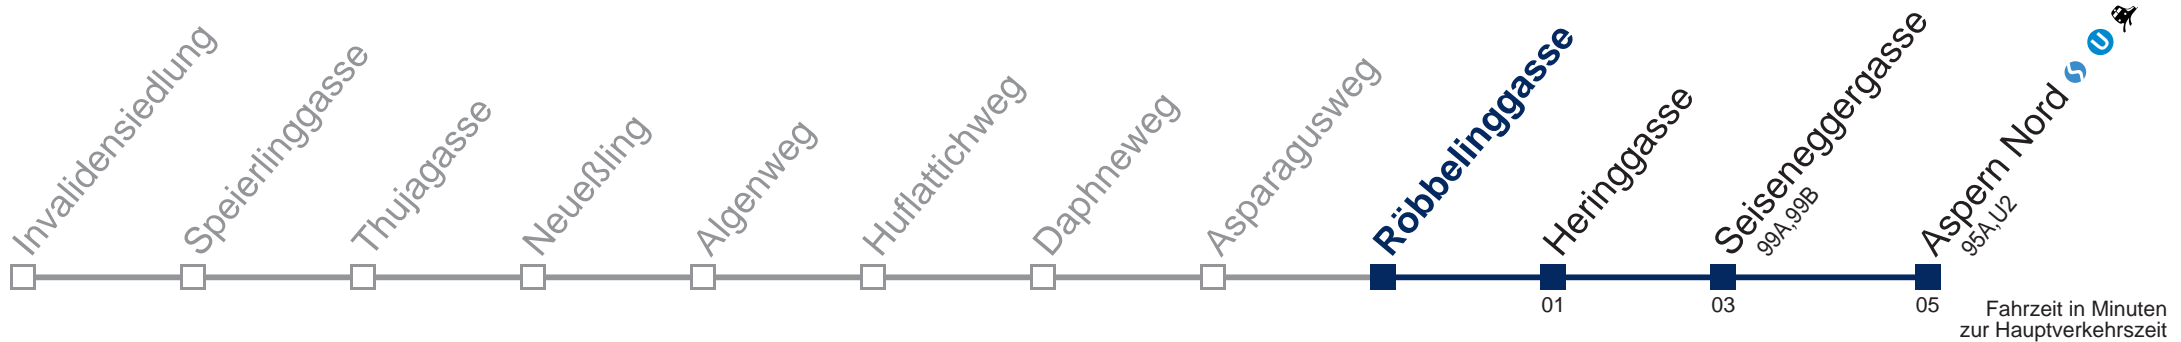 Invalidensiedlung
Speierlinggasse
Thujagasse
Neueßling
Algenweg
Huflattichweg
Daphneweg
Asparagusweg
Röbbelinggasse
Heringgasse
Seiseneggergasse
99A,99B
Aspern Nord
95A,U2
01
03
05
Fahrzeit in Minuten
zur Hauptverkehrszeit